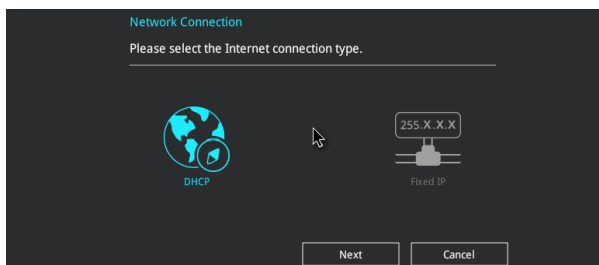 Network Connection
Please select the Internet connection type.
255.X.X.X
DHCP
Fixed IP
Next
Cancel